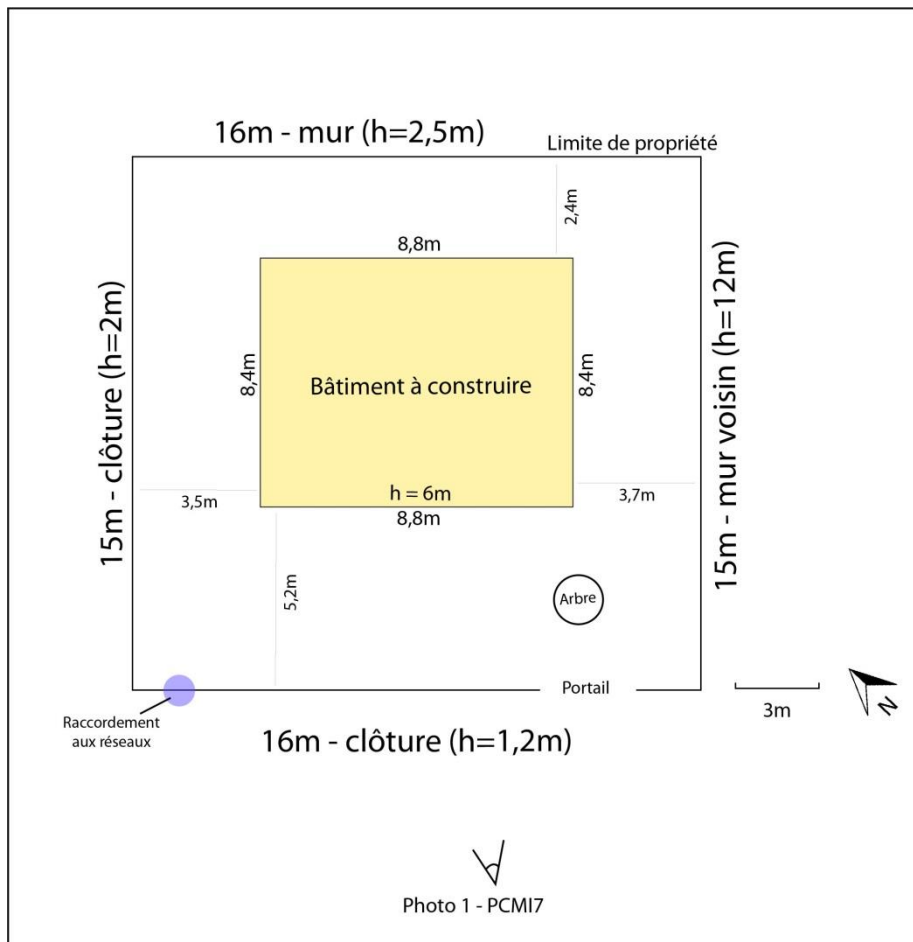 16m - mur (h=2,5m)
Limite de propriété
2,4m
8,8m
15m - clôture (h=2m)
8,4m
Bâtiment à construire
8,4m
15m - mur voisin (h=12m)
3,5m
h = 6m
3,7m
8,8m
5,2m
Arbre
Portail
N
Raccordement
aux réseaux
3m
16m - clôture (h=1,2m)
Photo 1 - PCMI7